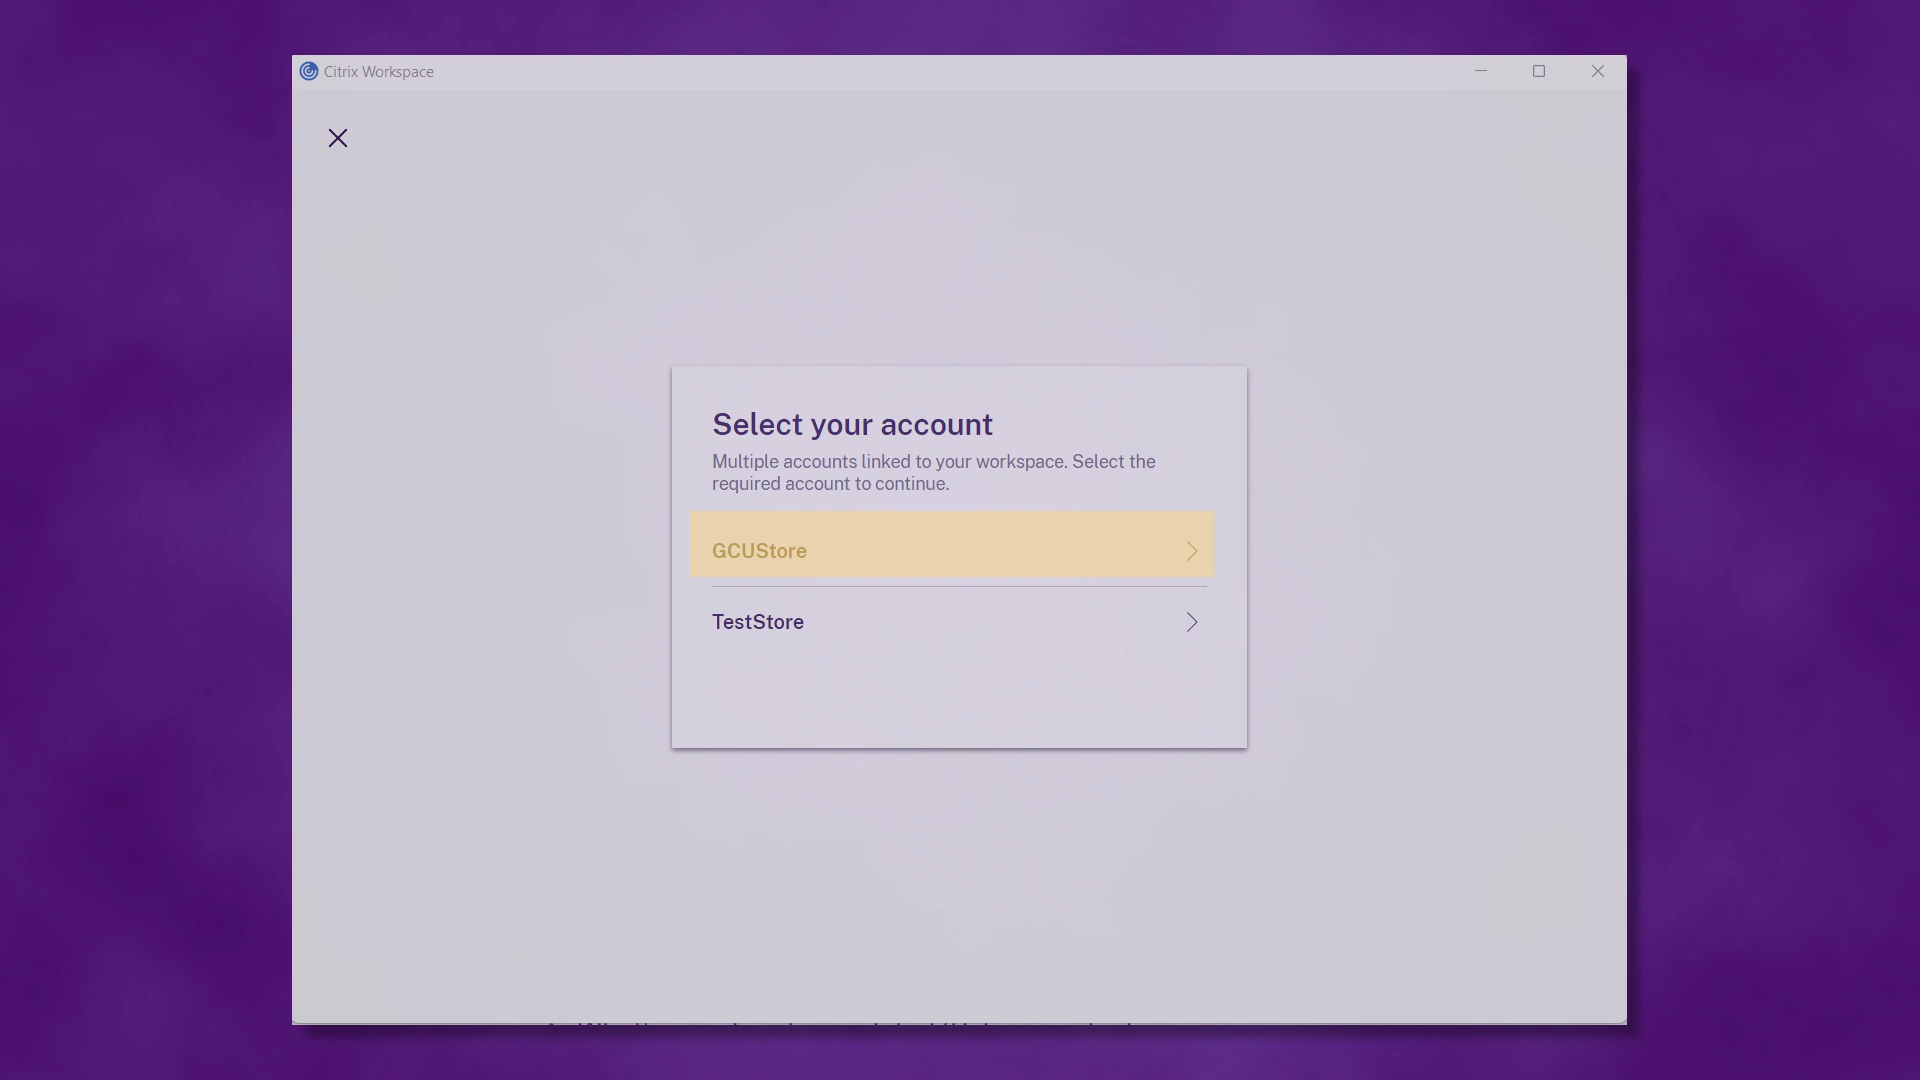 Citrix Workspace
Select your account
Multiple accounts linked to your workspace. Select the
required account to continue.
GCUStore
TestStore